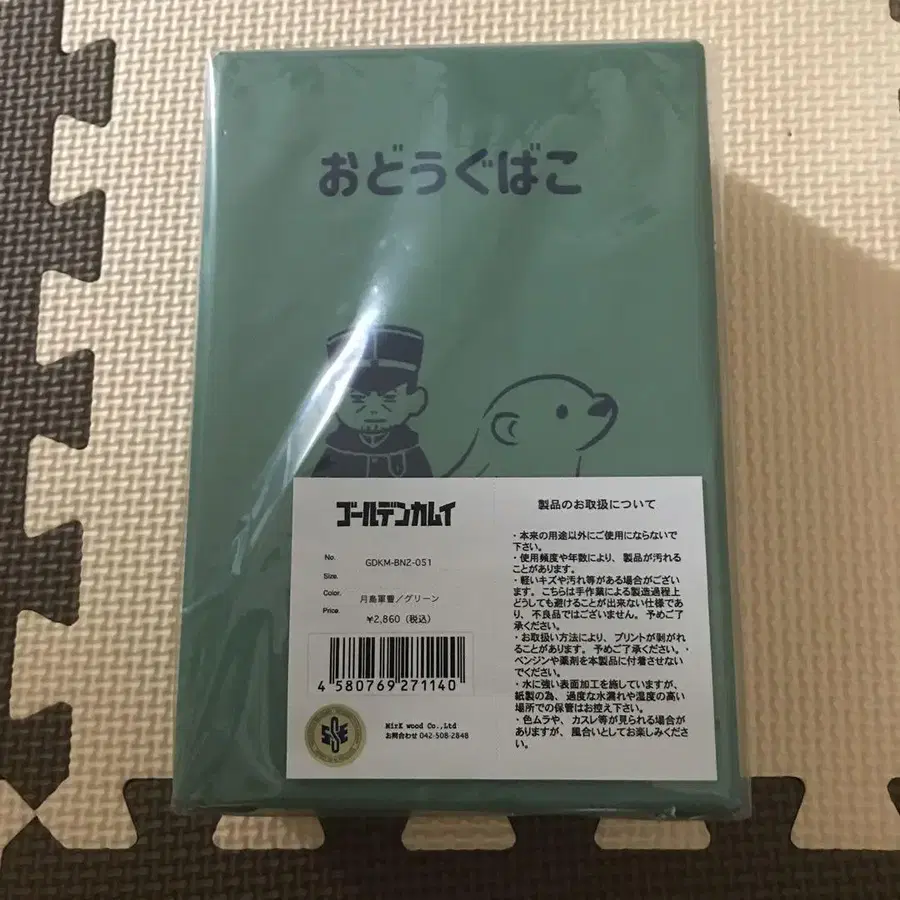 おどうぐばこ
ゴールデンカムイ
No.
GDKM-BN2-051
Size.
Color.
月島軍曹／グリーン
Price.
¥2,860（税込）
4 580769 271140
MirK wood Co.,Ltd
お問合わせ 042-508-2848
製品のお取扱について
・本来の用途以外にご使用にならないで
下さい。
・使用頻度や年数により、製品が汚れる
ことがあります。
・軽いキズや汚れ等がある場合がござい
ます。こちらは手作業による製造過程上
どうしても避けることが出来ない仕様であ
り、不良品ではございません。予めご了
承ください。
・お取扱い方法により、プリントが剥がれ
ることがあります。予めご了承ください。・
ベンジンや薬剤を本製品に付着させない
でください。
・水に強い表面加工を施していますが、
紙製の為、過度な水漏れや温度の高い
場所での保管はお控え下さい。
・色ムラや、カスレ等が見られる場合が
ありますが、風合いとしてお楽しみくださ
い。